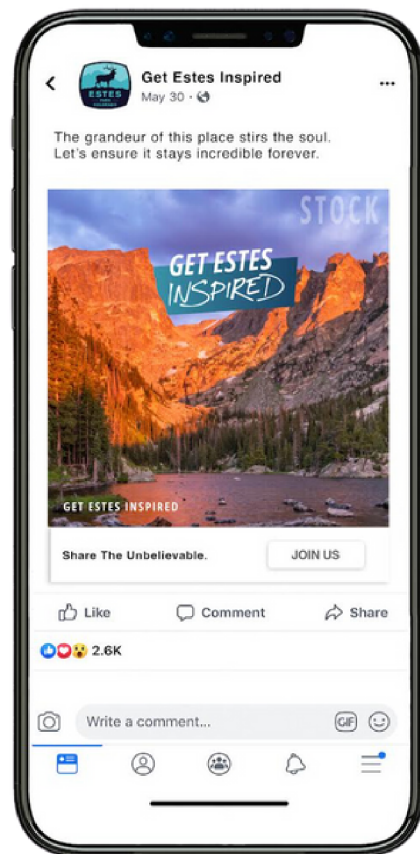 ESTES
Get Estes Inspired
May 30
The grandeur of this place stirs the soul.
Let's ensure it stays incredible forever.
STOCK
GET ESTES
INSPIRED
GET ESTES INSPIRED
Share The Unbelievable.
JOIN US
Like
Comment
Share
2.6K
Write a comment...
GIF